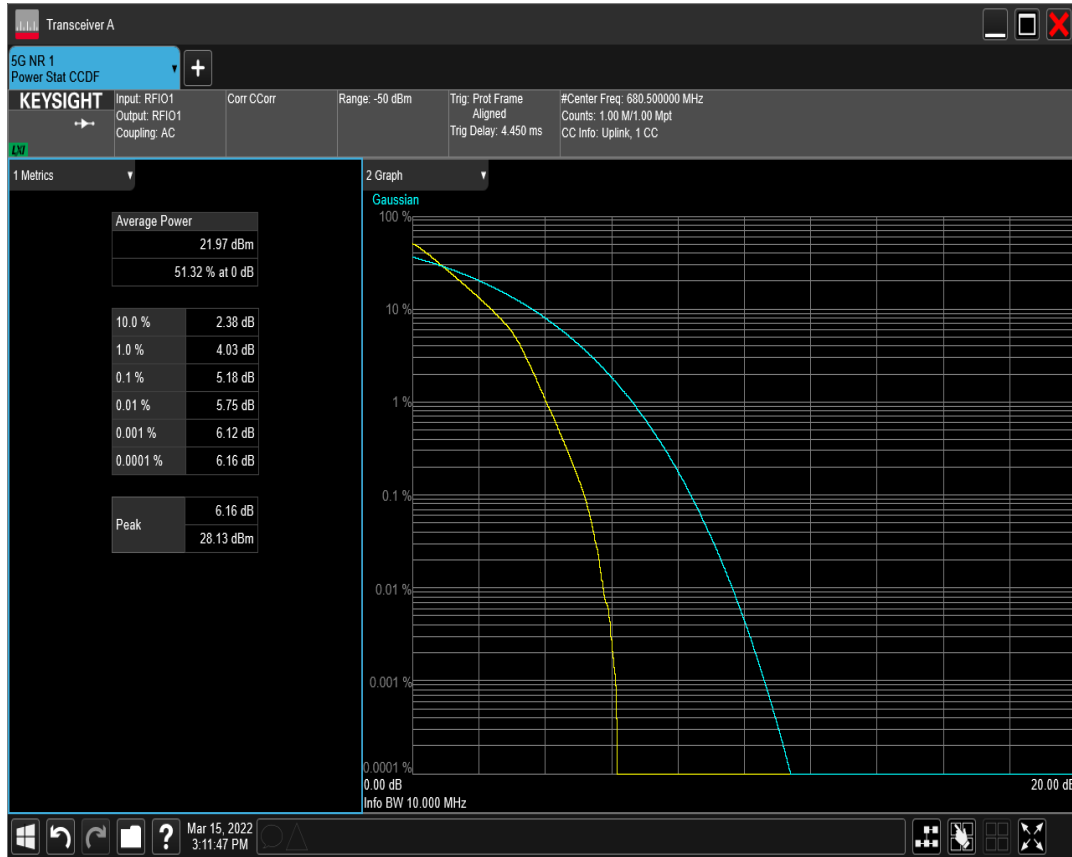 Transceiver A
5G NR 1
Power Stat CCDF
+
KEYSIGHT
LXI
Input: RFIO1
Output: RFIO1
Coupling: AC
Corr CCorr
Range: -50 dBm
Trig: Prot Frame
Aligned
Trig Delay: 4.450 ms
#Center Freq: 680.500000 MHz
Counts: 1.00 M/1.00 Mpt
CC Info: Uplink, 1 CC
1 Metrics
Average Power
21.97 dBm
51.32 % at 0 dB
10.0 % 2.38 dB
1.0 % 4.03 dB
0.1 % 5.18 dB
0.01 % 5.75 dB
0.001 % 6.12 dB
0.0001 % 6.16 dB
Peak
6.16 dB
28.13 dBm
2 Graph
Gaussian
100 %
10 %
1 %
0.1 %
0.01 %
0.001 %
0.0001 %
0.00 dB 20.00 dB
Info BW 10.000 MHz
?
Mar 15, 2022
3:11:47 PM